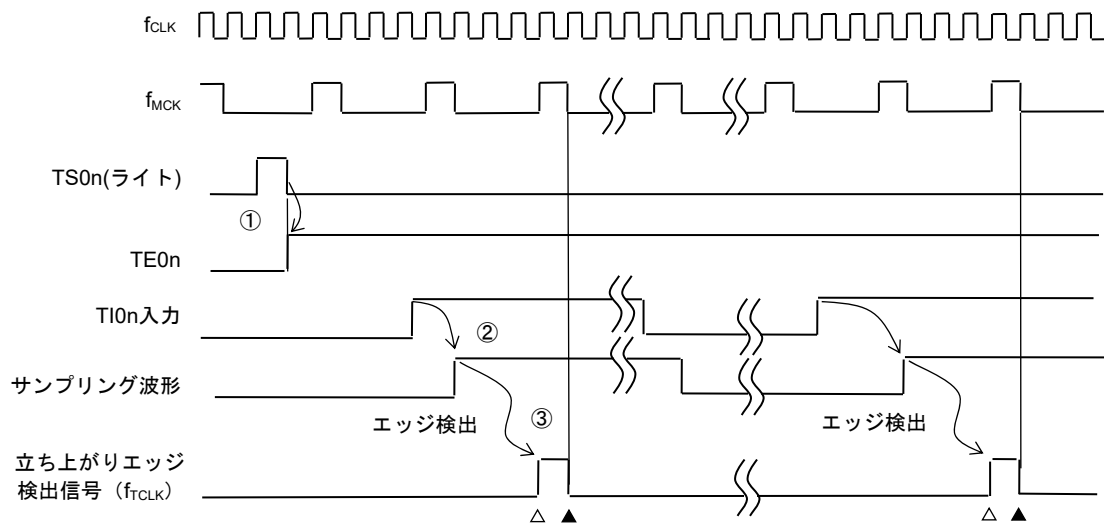 fCLK
fMCK
TS0n(ライト)
①
TE0n
TI0n入力
②
サンプリング波形
エッジ検出
③
エッジ検出
立ち上がりエッジ
検出信号（fTCLK）
△ ▲ △ ▲